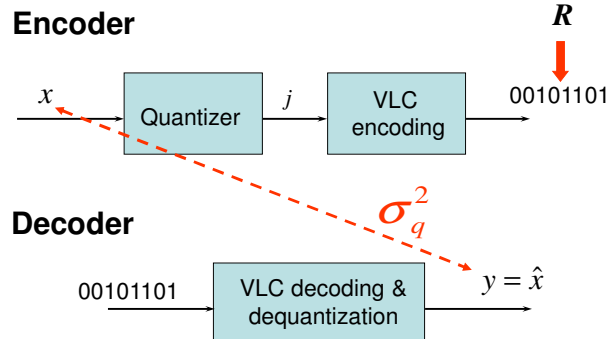 R
Encoder
x
Quantizer
j
VLC
encoding
00101101
σ_q^2
Decoder
00101101
VLC decoding &
dequantization
y = x̂